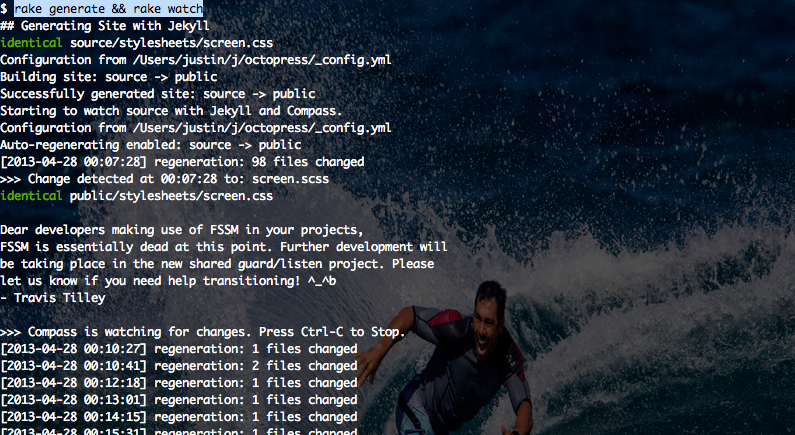 $ rake generate && rake watch
## Generating Site with Jekyll
identical source/stylesheets/screen.css
Configuration from /Users/justin/j/octopress/_config.yml
Building site: source -> public
Successfully generated site: source -> public
Starting to watch source with Jekyll and Compass.
Configuration from /Users/justin/j/octopress/_config.yml
Auto-regenerating enabled: source -> public
[2013-04-28 00:07:28] regeneration: 98 files changed
>>> Change detected at 00:07:28 to: screen.scss
identical public/stylesheets/screen.css
Dear developers making use of FSSM in your projects,
FSSM is essentially dead at this point. Further development will
be taking place in the new shared guard/listen project. Please
let us know if you need help transitioning! ^_^b
- Travis Tilley
>>> Compass is watching for changes. Press Ctrl-C to Stop.
[2013-04-28 00:10:27] regeneration: 1 files changed
[2013-04-28 00:10:41] regeneration: 2 files changed
[2013-04-28 00:12:18] regeneration: 1 files changed
[2013-04-28 00:13:01] regeneration: 1 files changed
[2013-04-28 00:14:15] regeneration: 1 files changed
[2013-04-28 00:15:31] regeneration: 1 files changed